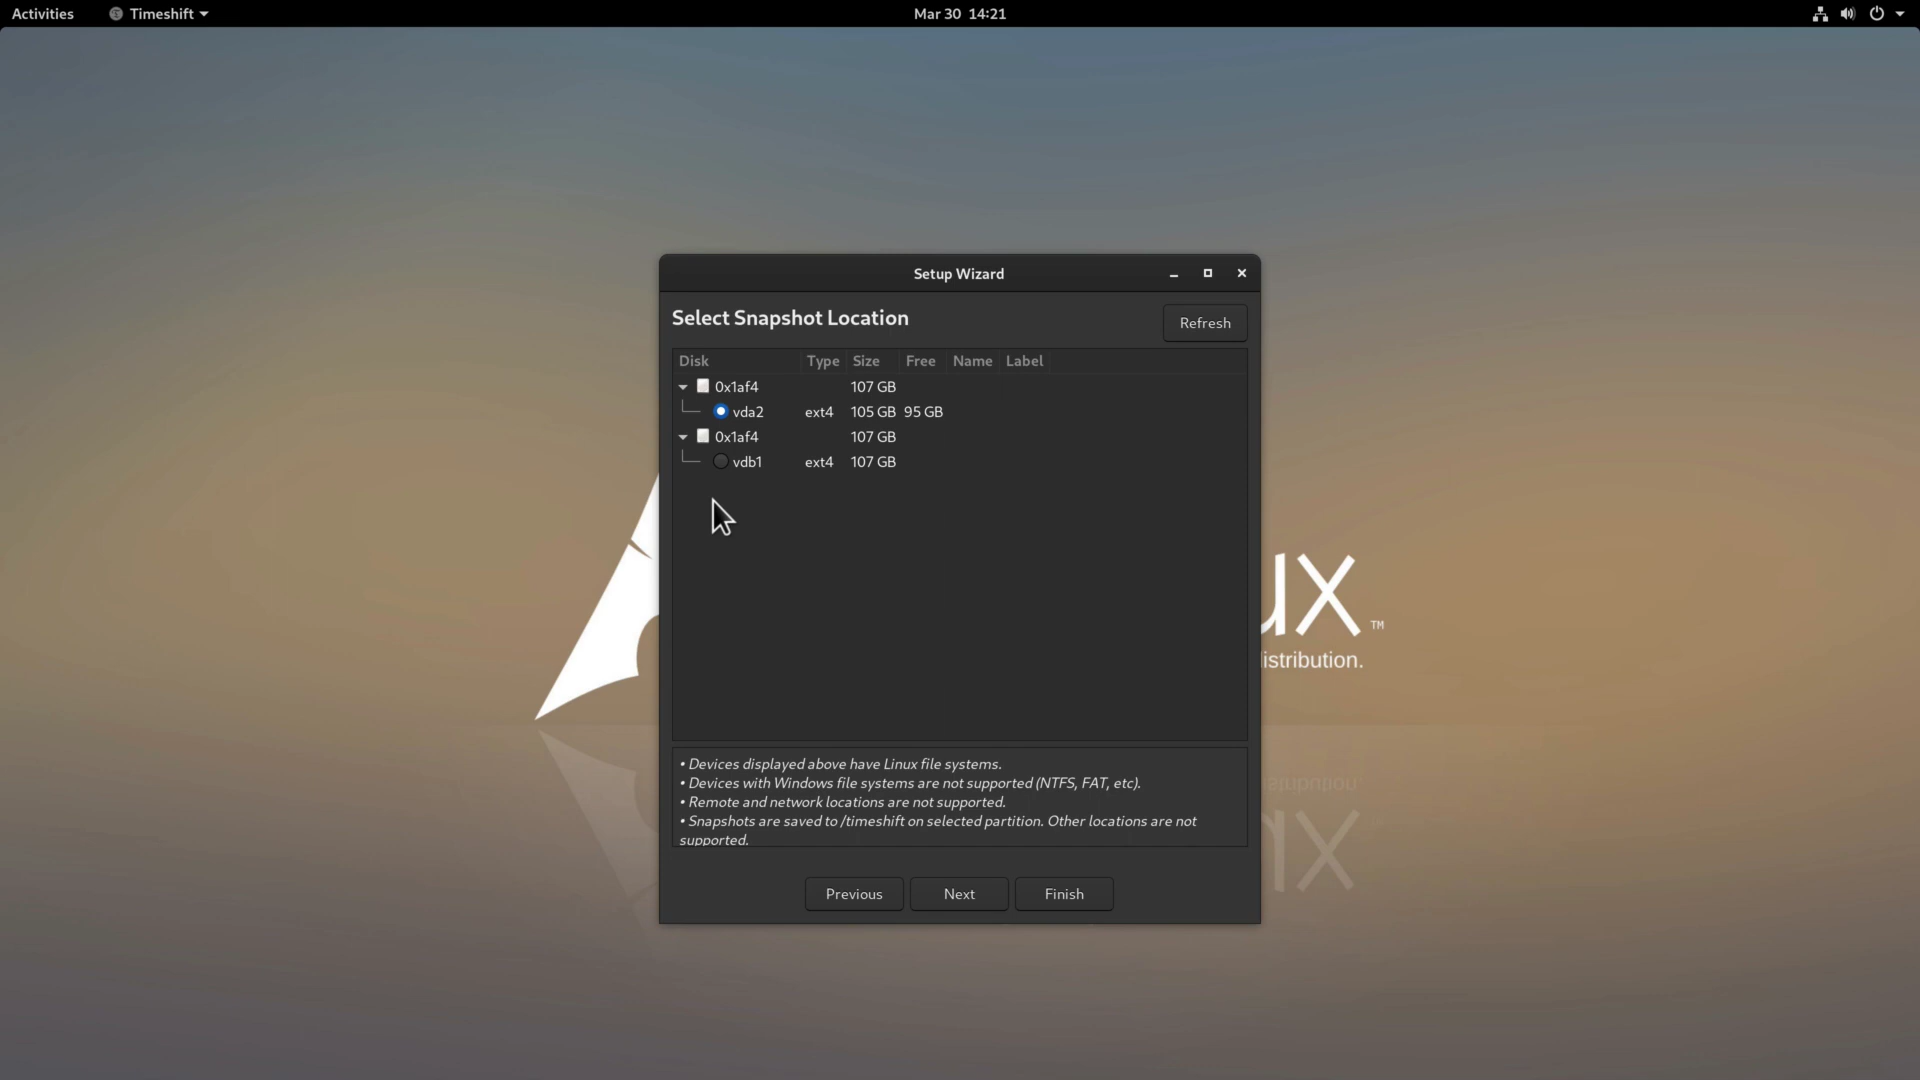 Activities Timeshift Mar 30 14:21
Setup Wizard
Select Snapshot Location Refresh
Disk Type Size Free Name Label
0x1af4 107 GB
vda2 ext4 105 GB 95 GB
0x1af4 107 GB
vdb1 ext4 107 GB
• Devices displayed above have Linux file systems.
• Devices with Windows file systems are not supported (NTFS, FAT, etc).
• Remote and network locations are not supported.
• Snapshots are saved to /timeshift on selected partition. Other locations are not
supported.
Previous Next Finish
ux ™
istribution.